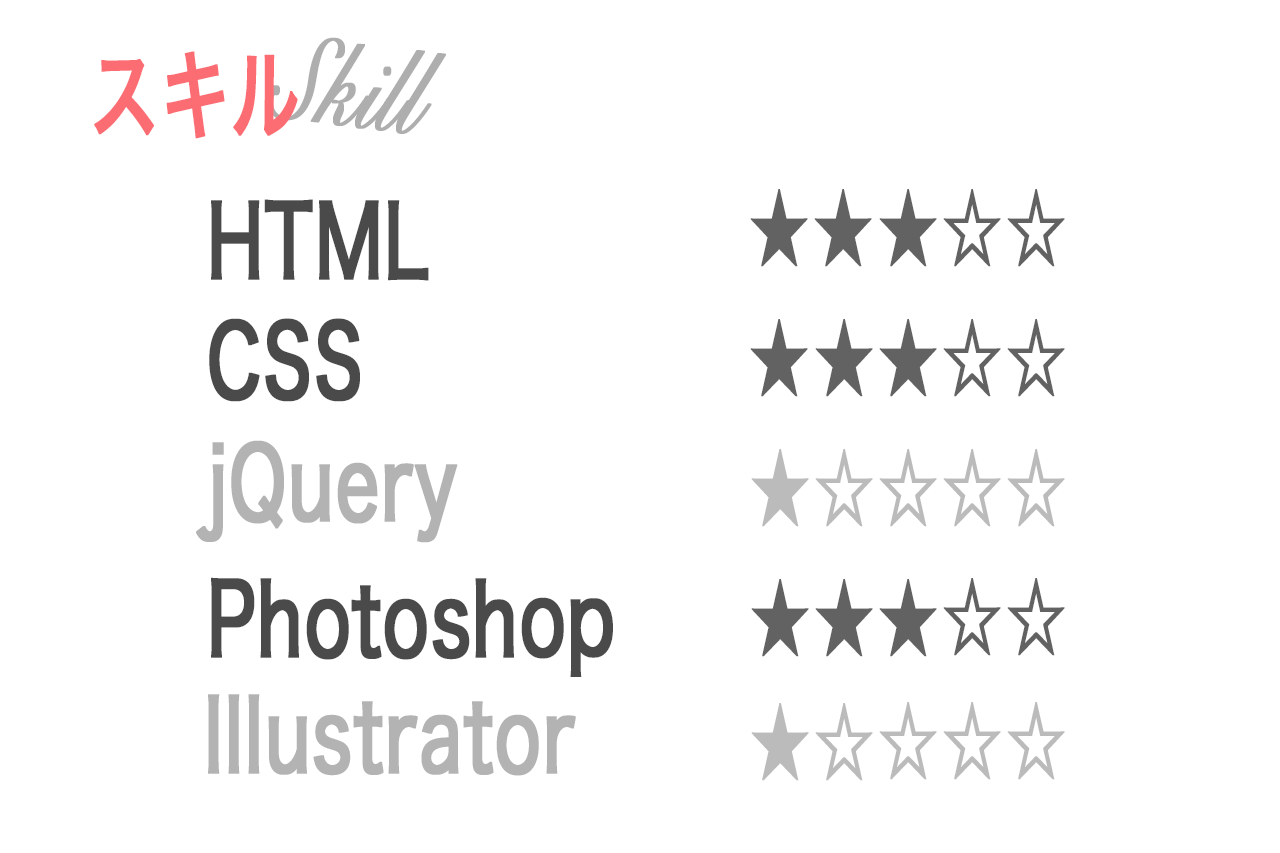 スキル Skill
HTML ★★★☆☆
CSS ★★★☆☆
jQuery ★☆☆☆☆
Photoshop ★★★☆☆
Illustrator ★☆☆☆☆